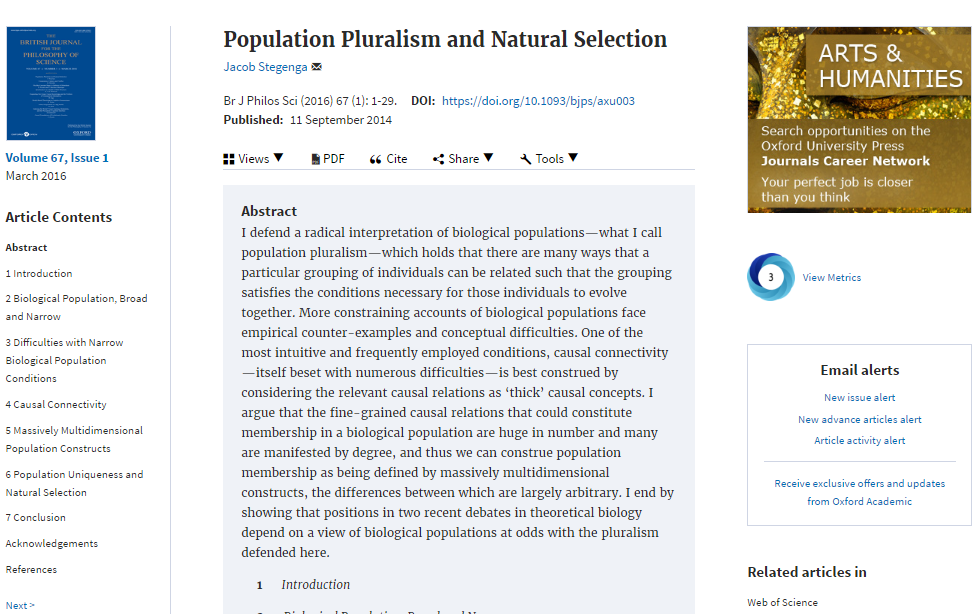 THE
BRITISH JOURNAL
FOR THE
PHILOSOPHY OF
SCIENCE
OXFORD
Volume 67, Issue 1
March 2016
Article Contents
Abstract
1 Introduction
2 Biological Population, Broad
and Narrow
3 Difficulties with Narrow
Biological Population
Conditions
4 Causal Connectivity
5 Massively Multidimensional
Population Constructs
6 Population Uniqueness and
Natural Selection
7 Conclusion
Acknowledgements
References
Next >
Population Pluralism and Natural Selection
Jacob Stegenga
Br J Philos Sci (2016) 67 (1): 1-29. DOI: https://doi.org/10.1093/bjps/axu003
Published: 11 September 2014
Views ▼ PDF Cite Share ▼ Tools ▼
Abstract
I defend a radical interpretation of biological populations—what I call
population pluralism—which holds that there are many ways that a
particular grouping of individuals can be related such that the grouping
satisfies the conditions necessary for those individuals to evolve
together. More constraining accounts of biological populations face
empirical counter-examples and conceptual difficulties. One of the
most intuitive and frequently employed conditions, causal connectivity
—itself beset with numerous difficulties—is best construed by
considering the relevant causal relations as ‘thick’ causal concepts. I
argue that the fine-grained causal relations that could constitute
membership in a biological population are huge in number and many
are manifested by degree, and thus we can construe population
membership as being defined by massively multidimensional
constructs, the differences between which are largely arbitrary. I end by
showing that positions in two recent debates in theoretical biology
depend on a view of biological populations at odds with the pluralism
defended here.
1 Introduction
ARTS &
HUMANITIES
Search opportunities on the
Oxford University Press
Journals Career Network
Your perfect job is closer
than you think
3 View Metrics
Email alerts
New issue alert
New advance articles alert
Article activity alert
Receive exclusive offers and updates
from Oxford Academic
Related articles in
Web of Science